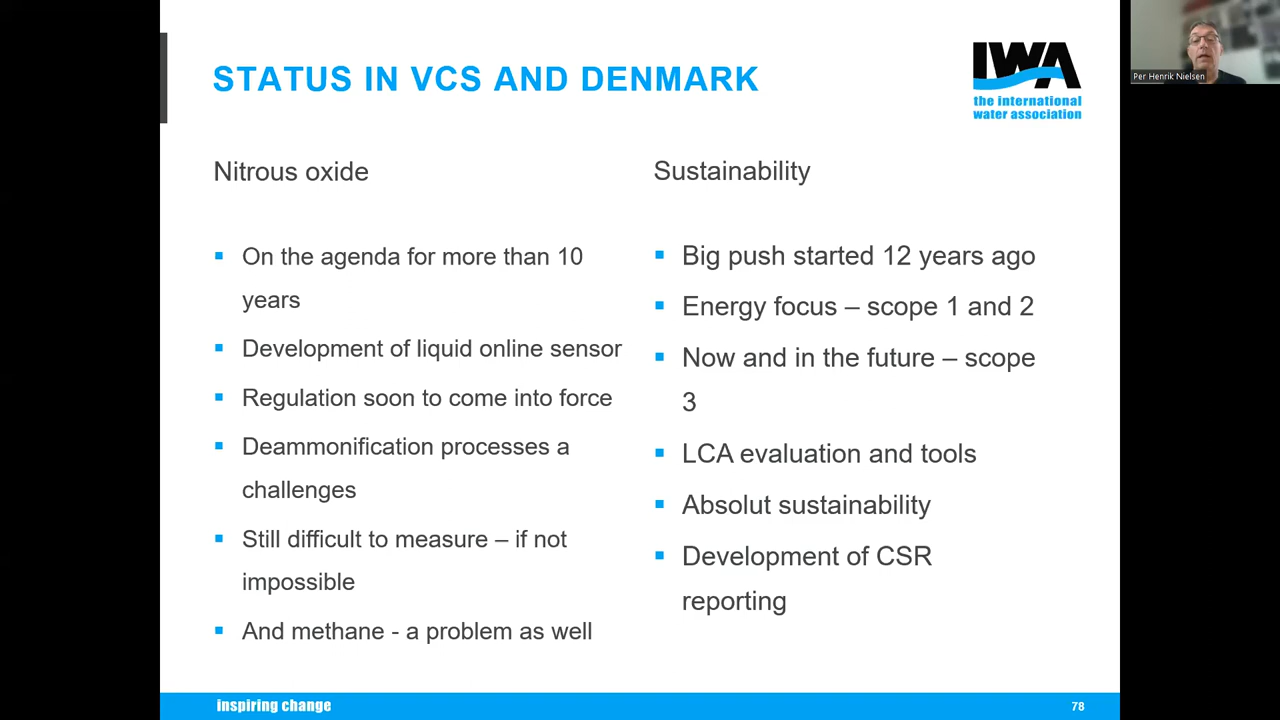 STATUS IN VCS AND DENMARK
IWA
the international
water association
Per Henrik Nielsen
Nitrous oxide
On the agenda for more than 10
years
Development of liquid online sensor
Regulation soon to come into force
Deammonification processes a
challenges
Still difficult to measure – if not
impossible
And methane - a problem as well
Sustainability
Big push started 12 years ago
Energy focus – scope 1 and 2
Now and in the future – scope
3
LCA evaluation and tools
Absolut sustainability
Development of CSR
reporting
inspiring change
78